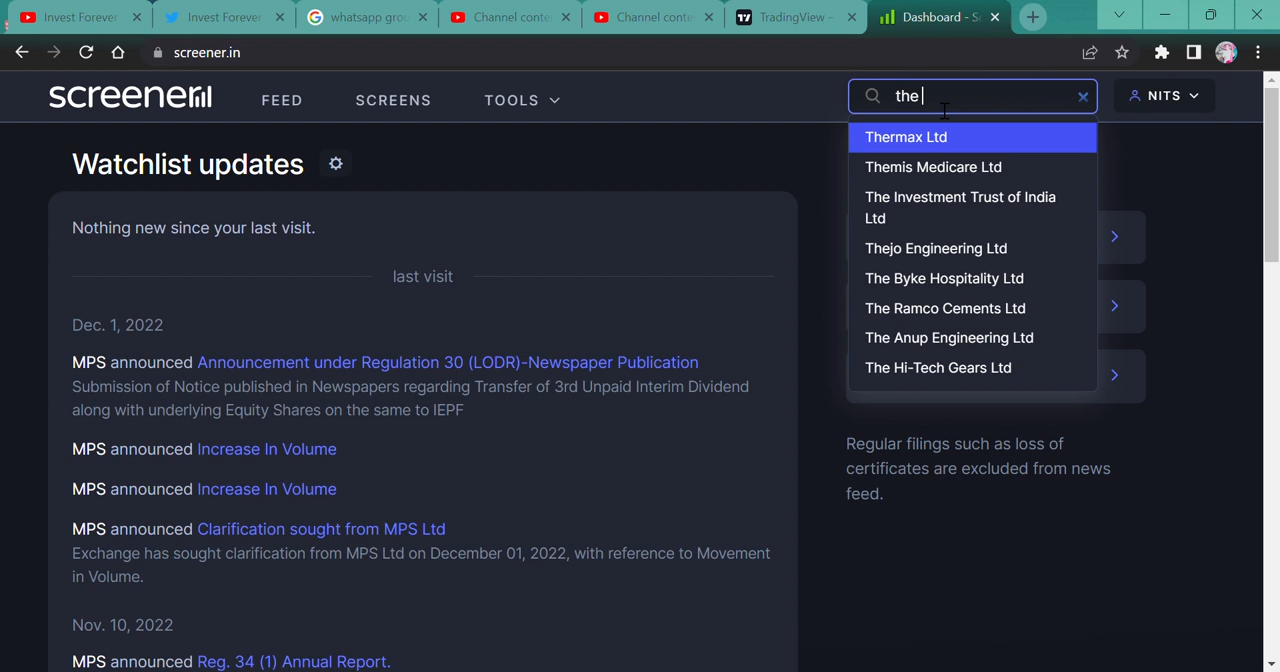 Invest Forever
Invest Forever
whatsapp grou
Channel conte
Channel conte
TradingView –
Dashboard - S
screener.in
screener
FEED
SCREENS
TOOLS
the
NITS
Thermax Ltd
Themis Medicare Ltd
The Investment Trust of India
Ltd
Thejo Engineering Ltd
The Byke Hospitality Ltd
The Ramco Cements Ltd
The Anup Engineering Ltd
The Hi-Tech Gears Ltd
Watchlist updates
Nothing new since your last visit.
last visit
Dec. 1, 2022
MPS announced Announcement under Regulation 30 (LODR)-Newspaper Publication
Submission of Notice published in Newspapers regarding Transfer of 3rd Unpaid Interim Dividend
along with underlying Equity Shares on the same to IEPF
MPS announced Increase In Volume
MPS announced Increase In Volume
MPS announced Clarification sought from MPS Ltd
Exchange has sought clarification from MPS Ltd on December 01, 2022, with reference to Movement
in Volume.
Nov. 10, 2022
MPS announced Reg. 34 (1) Annual Report.
Regular filings such as loss of
certificates are excluded from news
feed.